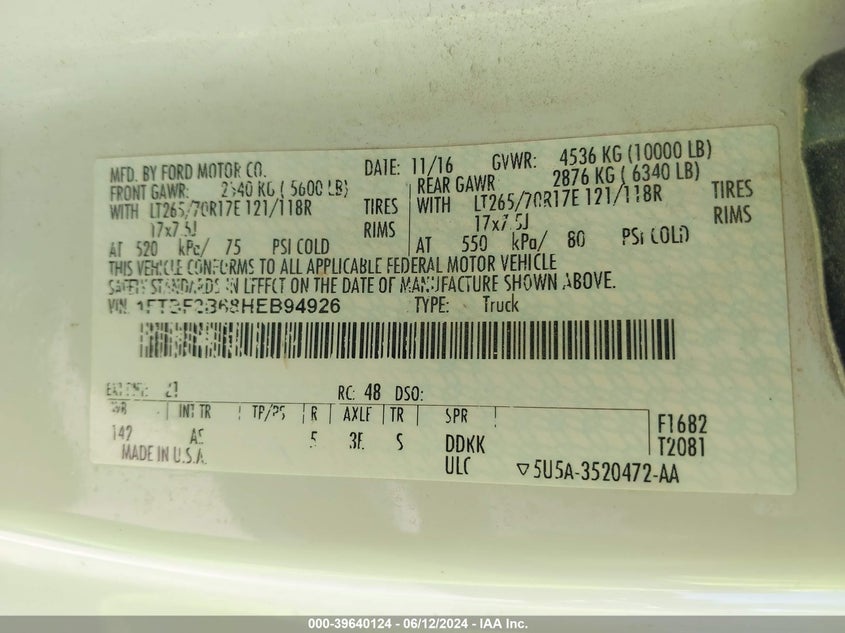 MFD. BY FORD MOTOR CO. DATE: 11/16 GVWR: 4536 KG (10000 LB)
FRONT GAWR: KG ( 5600 LB) REAR GAWR: 2876 KG ( 6340 LB)
WITH LT265/70R17E 121/118R TIRES WITH LT265/70R17E 121/118R TIRES
17x7.5J RIMS 17x7.5J RIMS
AT 520 kPa/ 75 PSI COLD AT 550 kPa/ 80 PSI COLD
THIS VEHICLE CONFORMS TO ALL APPLICABLE FEDERAL MOTOR VEHICLE
SAFETY STANDARDS IN EFFECT ON THE DATE OF MANUFACTURE SHOWN ABOVE.
VIN: TYPE: Truck
RC: 48 DSO:
WB INT TR TP/PS R AXLE TR SPR F1682
142 5 S DDKK T2081
MADE IN U.S.A. ULC ▽5U5A-3520472-AA
000-39640124 - 06/12/2024 - IAA Inc.